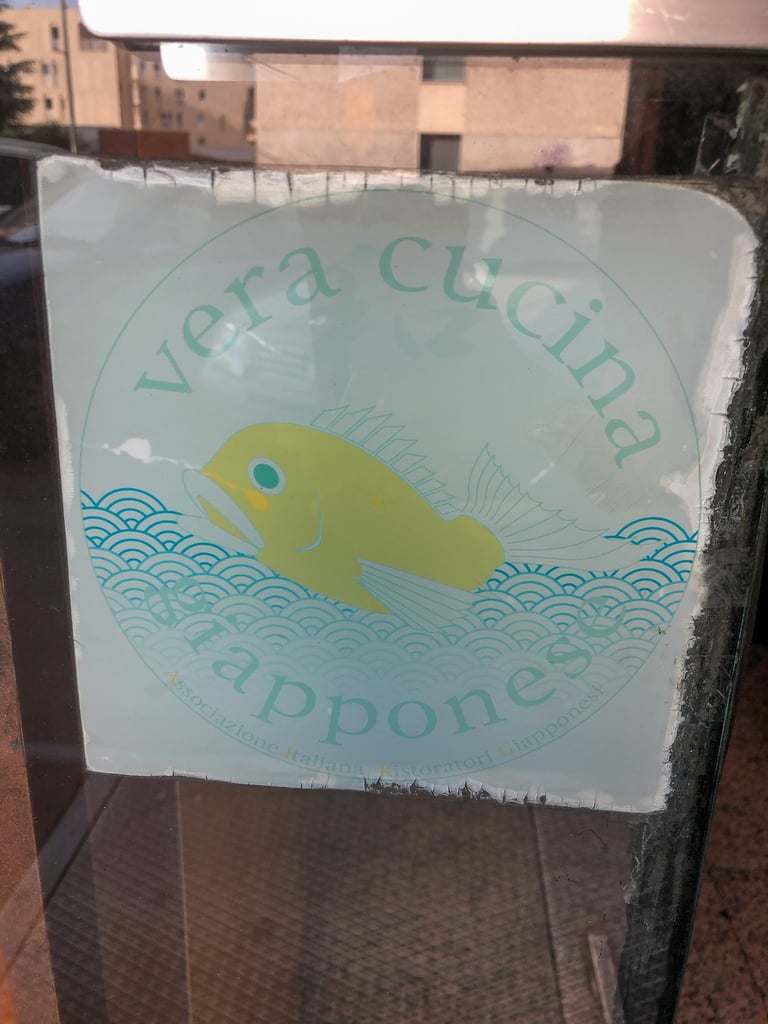 vera cucina
giapponese
Associazione Italiana Ristoratori Giapponesi